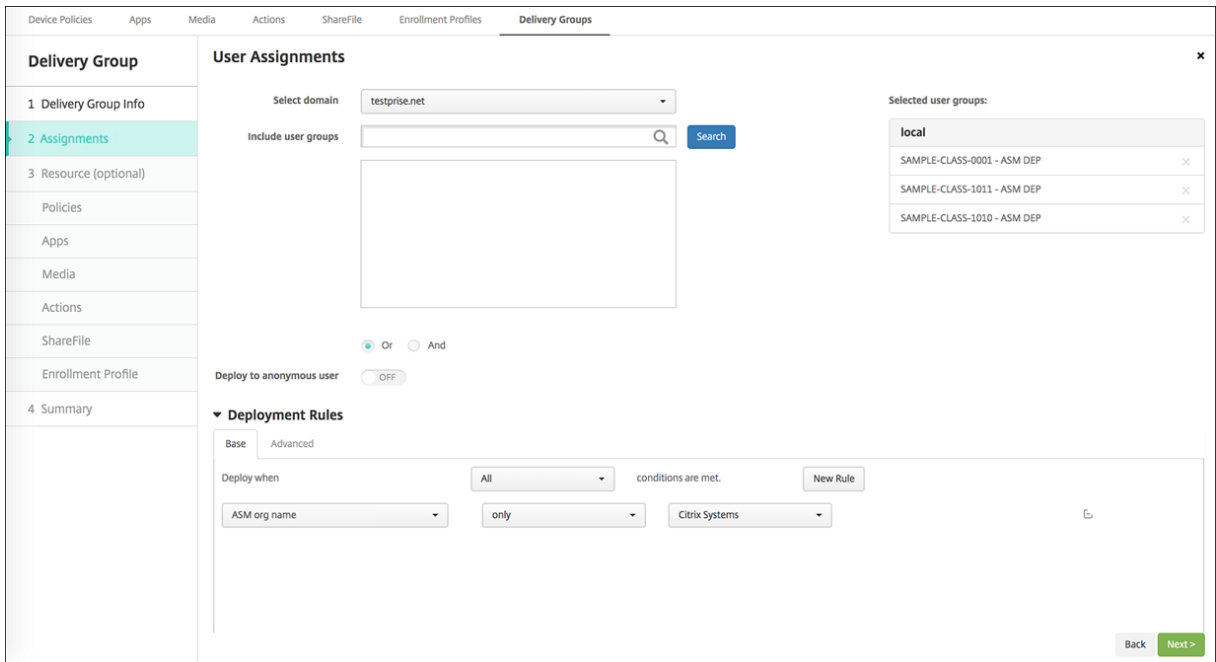 Device Policies Apps Media Actions ShareFile Enrollment Profiles Delivery Groups
Delivery Group
1 Delivery Group Info
2 Assignments
3 Resource (optional)
Policies
Apps
Media
Actions
ShareFile
Enrollment Profile
4 Summary
User Assignments
Select domain testprise.net
Include user groups Search
Or And
Deploy to anonymous user OFF
Selected user groups:
local
SAMPLE-CLASS-0001 - ASM DEP
SAMPLE-CLASS-1011 - ASM DEP
SAMPLE-CLASS-1010 - ASM DEP
Deployment Rules
Base Advanced
Deploy when All conditions are met. New Rule
ASM org name only Citrix Systems
Back Next >